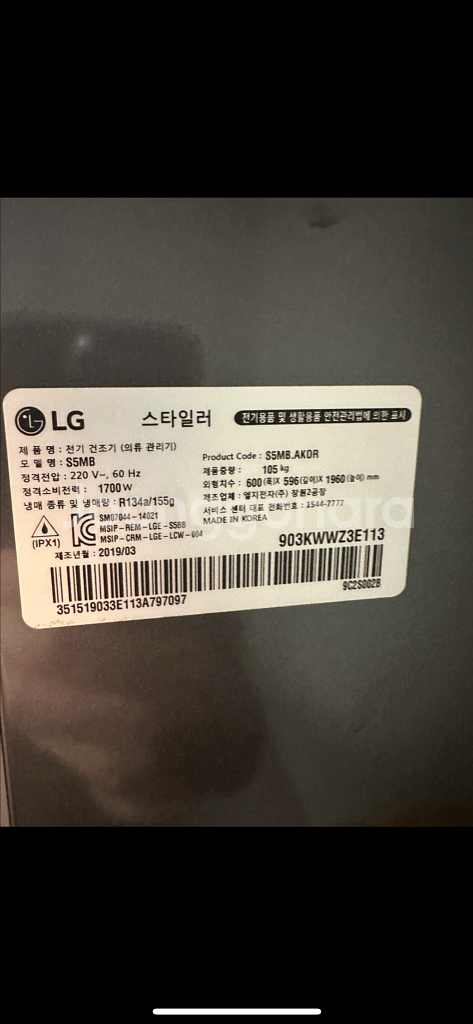 LG 스타일러 전기용품 및 생활용품 안전관리법에 의한 표시
제 품 명 : 전기 건조기 (의류 관리기)
모 델 명 : S5MB
정격전압 : 220 V~, 60 Hz
정격소비전력 : 1700 W
냉매 종류 및 냉매량 : R134a/155g
Product Code : S5MB.AKOR
제품중량 : 105 kg
외형치수 : 600(폭)X 596(깊이)X 1960(높이) mm
제조업체 : 엘지전자(주) 창원2공장
서비스 센터 대표 전화번호 : 1544-7777
MADE IN KOREA
(IPX1)
SM07044-14021
MSIP-REM-LGE-S5BB
MSIP-CRM-LGE-LCW-004
제조년월 : 2019/03
903KWWZ3E113
351519033E113A797097
9C2S002B